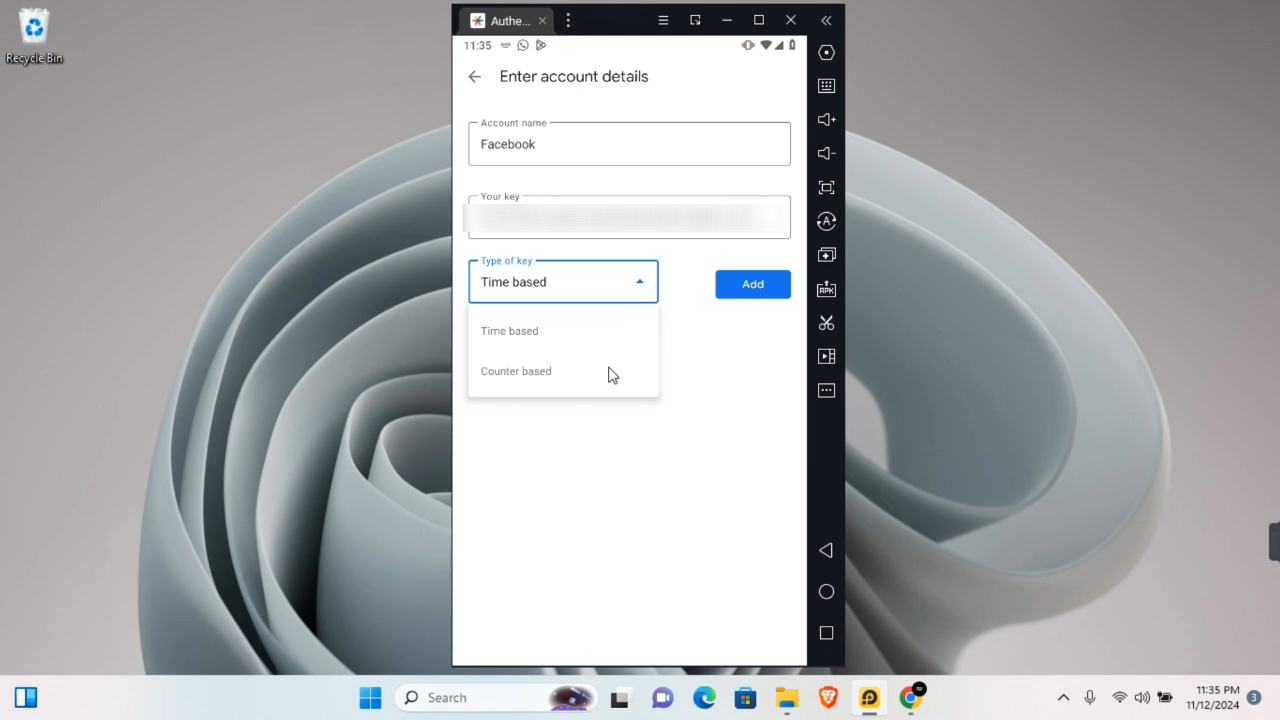 Recycle Bin
Authe...
11:35
Enter account details
Account name
Facebook
Your key
Type of key
Time based
Add
Time based
Counter based
APK
A
Search
11:35 PM
11/12/2024
3